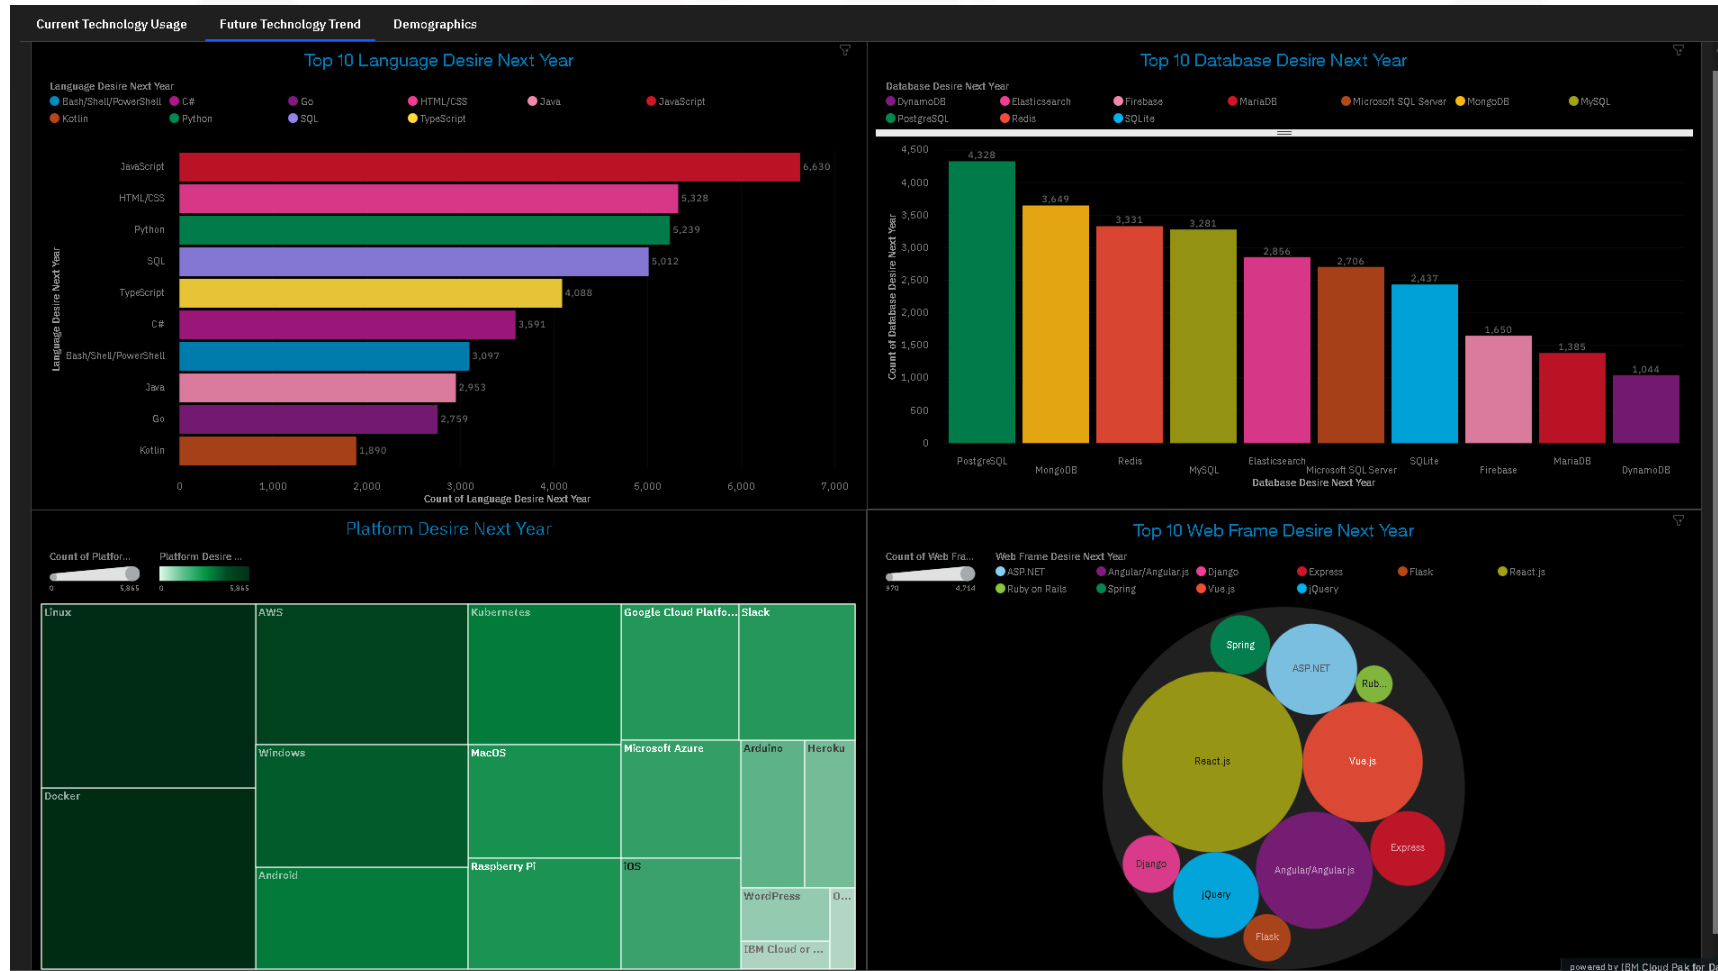 Current Technology Usage Future Technology Trend Demographics
Top 10 Language Desire Next Year
Language Desire Next Year
Bash/Shell/PowerShell C# Go HTML/CSS Java JavaScript
Kotlin Python SQL TypeScript
JavaScript 6,630
HTML/CSS 5,328
Python 5,239
SQL 5,012
TypeScript 4,088
C# 3,591
Bash/Shell/PowerShell 3,097
Java 2,953
Go 2,759
Kotlin 1,890
Language Desire Next Year
0 1,000 2,000 3,000 4,000 5,000 6,000 7,000
Count of Language Desire Next Year
Top 10 Database Desire Next Year
Database Desire Next Year
DynamoDB Elasticsearch Firebase MariaDB Microsoft SQL Server MongoDB MySQL
PostgreSQL Redis SQLite
4,500
4,000
3,500
3,000
2,500
2,000
1,500
1,000
500
0
Count of Database Desire Next Year
4,328 3,649 3,331 3,281 2,856 2,706 2,437 1,650 1,385 1,044
PostgreSQL MongoDB Redis MySQL Elasticsearch Microsoft SQL Server SQLite Firebase MariaDB DynamoDB
Database Desire Next Year
Platform Desire Next Year
Count of Platfor... Platform Desire ...
0 5,865 0 5,865
Linux AWS Kubernetes Google Cloud Platfo... Slack
Windows MacOS Microsoft Azure Arduino Heroku
Docker
Android Raspberry Pi iOS
WordPress O...
IBM Cloud or ...
Top 10 Web Frame Desire Next Year
Count of Web Fra... Web Frame Desire Next Year
970 4,714
ASP.NET Angular/Angular.js Django Express Flask React.js
Ruby on Rails Spring Vue.js jQuery
Spring
ASP.NET
Rub...
React.js
Vue.js
Express
Django
Angular/Angular.js
jQuery
Flask
powered by IBM Cloud Pak for Da